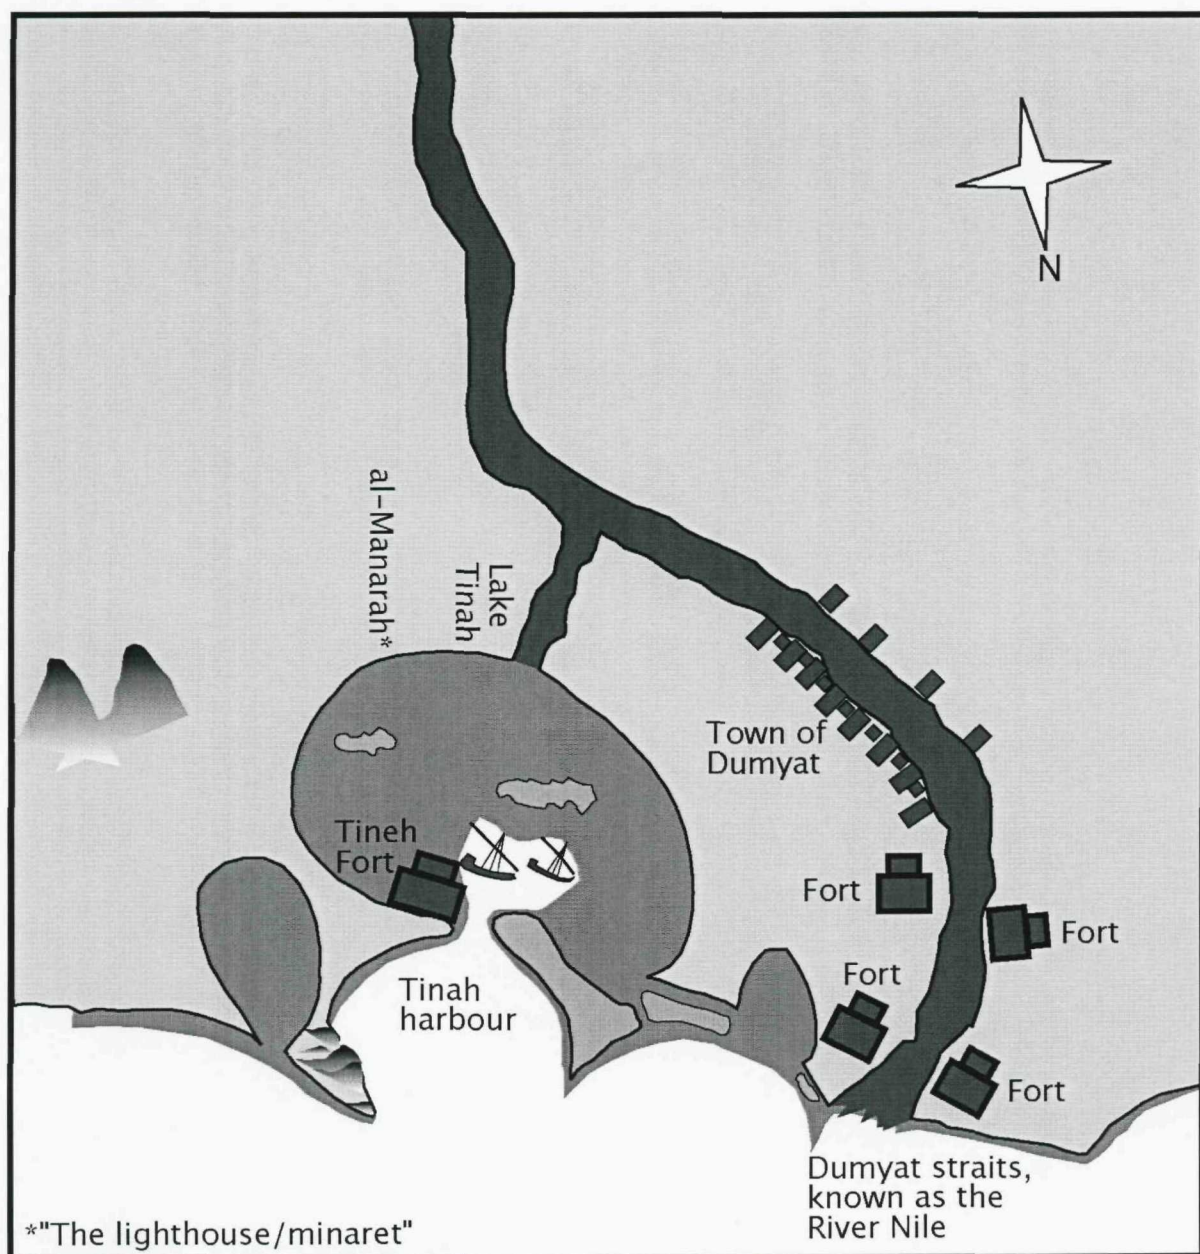 N
al-Manarah*
Lake
Tinah
Town of
Dumyat
Tineh
Fort
Fort
Fort
Fort
Tinah
harbour
Fort
Dumyat straits,
known as the
River Nile
*"The lighthouse/minaret"